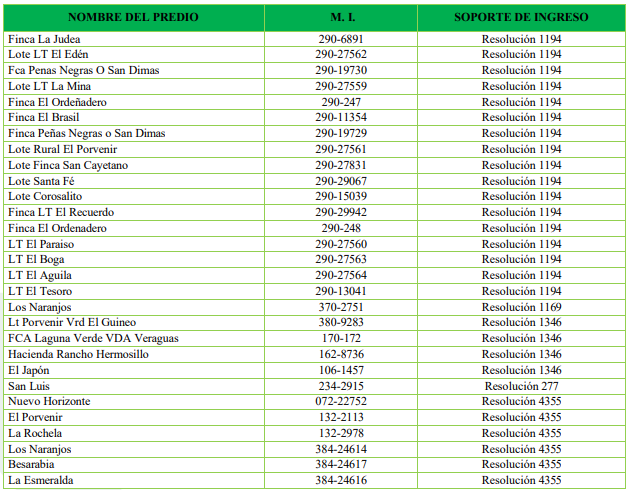 NOMBRE DEL PREDIO M. I. SOPORTE DE INGRESO
Finca La Judea 290-6891 Resolución 1194
Lote LT El Edén 290-27562 Resolución 1194
Fca Penas Negras O San Dimas 290-19730 Resolución 1194
Lote LT La Mina 290-27559 Resolución 1194
Finca El Ordeñadero 290-247 Resolución 1194
Finca El Brasil 290-11354 Resolución 1194
Finca Peñas Negras o San Dimas 290-19729 Resolución 1194
Lote Rural El Porvenir 290-27561 Resolución 1194
Lote Finca San Cayetano 290-27831 Resolución 1194
Lote Santa Fé 290-29067 Resolución 1194
Lote Corosalito 290-15039 Resolución 1194
Finca LT El Recuerdo 290-29942 Resolución 1194
Finca El Ordenadero 290-248 Resolución 1194
LT El Paraiso 290-27560 Resolución 1194
LT El Boga 290-27563 Resolución 1194
LT El Aguila 290-27564 Resolución 1194
LT El Tesoro 290-13041 Resolución 1194
Los Naranjos 370-2751 Resolución 1169
Lt Porvenir Vrd El Guineo 380-9283 Resolución 1346
FCA Laguna Verde VDA Veraguas 170-172 Resolución 1346
Hacienda Rancho Hermosillo 162-8736 Resolución 1346
El Japón 106-1457 Resolución 1346
San Luis 234-2915 Resolución 277
Nuevo Horizonte 072-22752 Resolución 4355
El Porvenir 132-2113 Resolución 4355
La Rochela 132-2978 Resolución 4355
Los Naranjos 384-24614 Resolución 4355
Besarabia 384-24617 Resolución 4355
La Esmeralda 384-24616 Resolución 4355